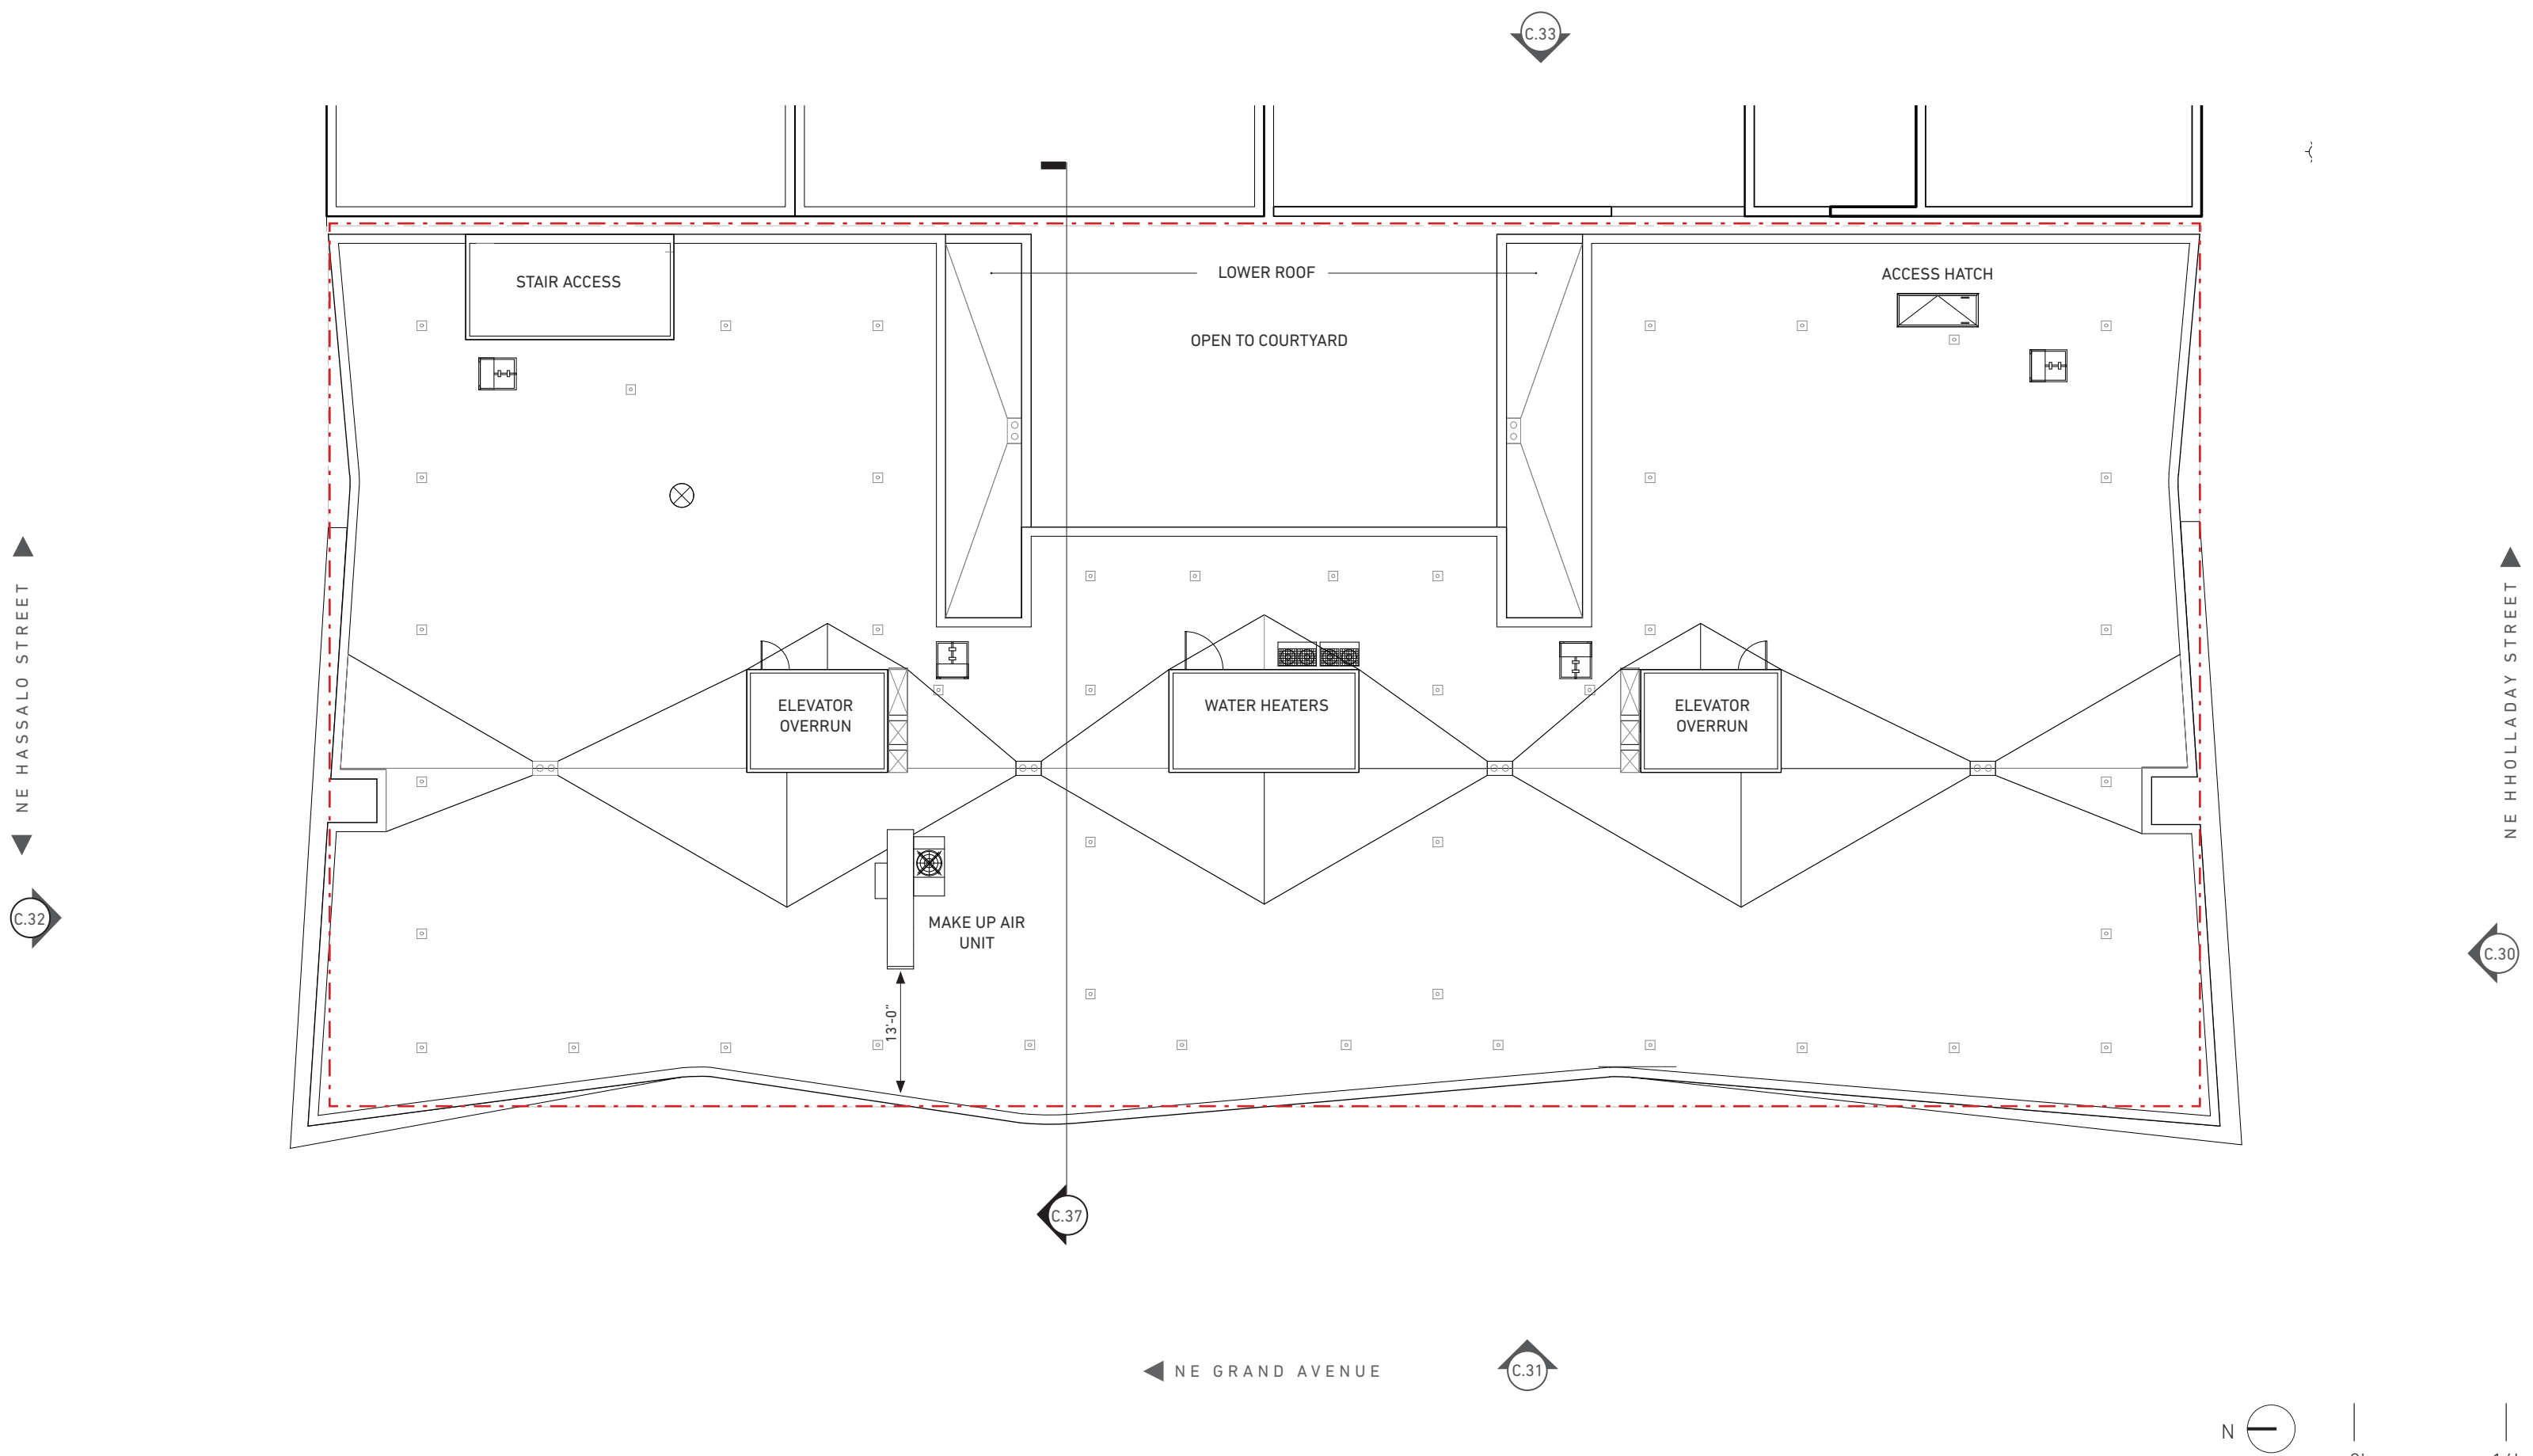 C.33
STAIR ACCESS
LOWER ROOF
ACCESS HATCH
OPEN TO COURTYARD
NE HASSALO STREET
NE HHOLLADAY STREET
ELEVATOR
OVERRUN
WATER HEATERS
ELEVATOR
OVERRUN
C.32
MAKE UP AIR
UNIT
C.30
13'-0"
C.37
NE GRAND AVENUE
C.31
N